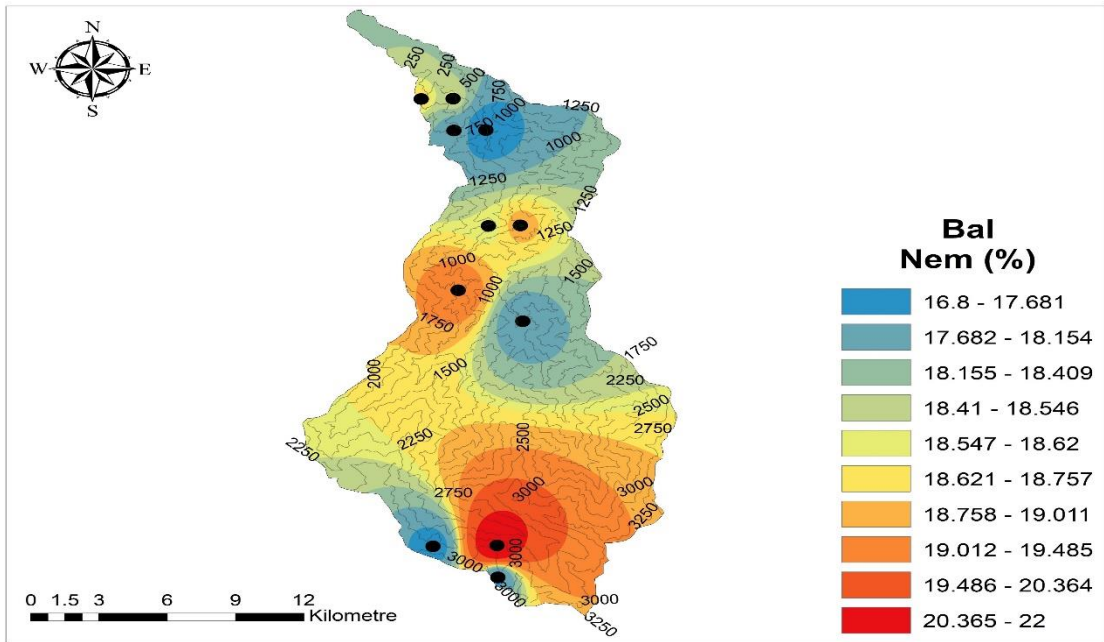 N
W E
S
250
250
500
750
1000
1250
750
1000
1250
1250
1250
1000
1500
1000
1750
1500
1750
2000
2250
2500
2750
2250
2250
2500
2750
3000
3000
3250
3000
3000
3000
3000
3250
Bal
Nem (%)
16.8 - 17.681
17.682 - 18.154
18.155 - 18.409
18.41 - 18.546
18.547 - 18.62
18.621 - 18.757
18.758 - 19.011
19.012 - 19.485
19.486 - 20.364
20.365 - 22
0 1.5 3 6 9 12
Kilometre